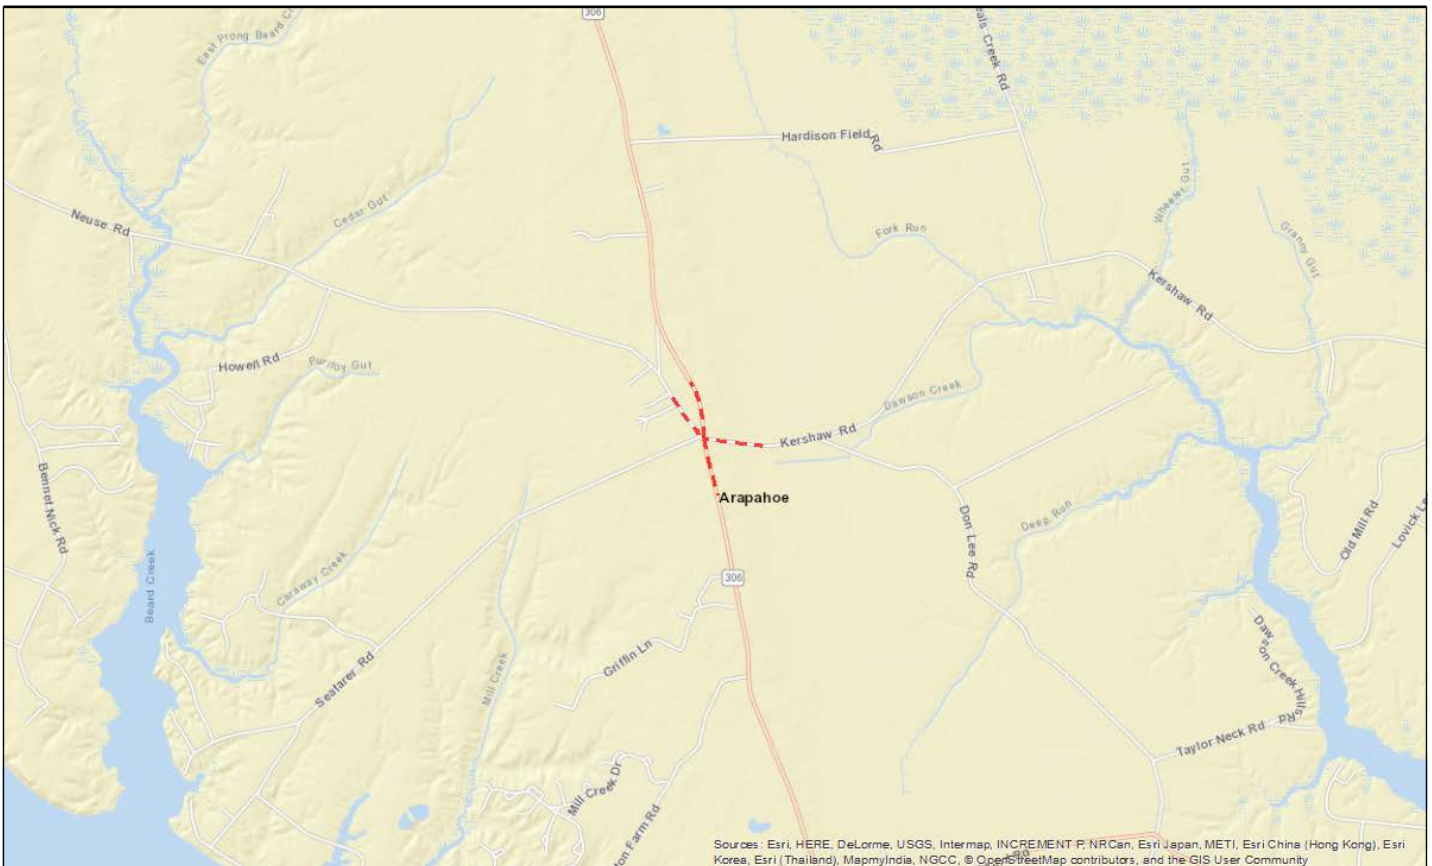 306
East Prong Beard C
Creek Rd
Hardison Field Rd
Wheeler Gut
Neuse Rd
Cedar Gut
Fork Run
Granny Gut
Kershaw Rd
Howell Rd
Purifoy Gut
Dawson Creek
Kershaw Rd
Bennet Nick Rd
Arapahoe
Don Lee Rd
Deep Run
Old Mill Rd
Lovick
Caraway Creek
Beard Creek
306
Seafarer Rd
Mill Creek
Griffin Ln
Dawson Creek Hills Rd
Taylor Neck Rd
Mill Creek Dr
ton Farm Rd
Rd
Sources: Esri, HERE, DeLorme, USGS, Intermap, INCREMENT P, NRCan, Esri Japan, METI, Esri China (Hong Kong), Esri
Korea, Esri (Thailand), MapmyIndia, NGCC, © OpenStreetMap contributors, and the GIS User Community